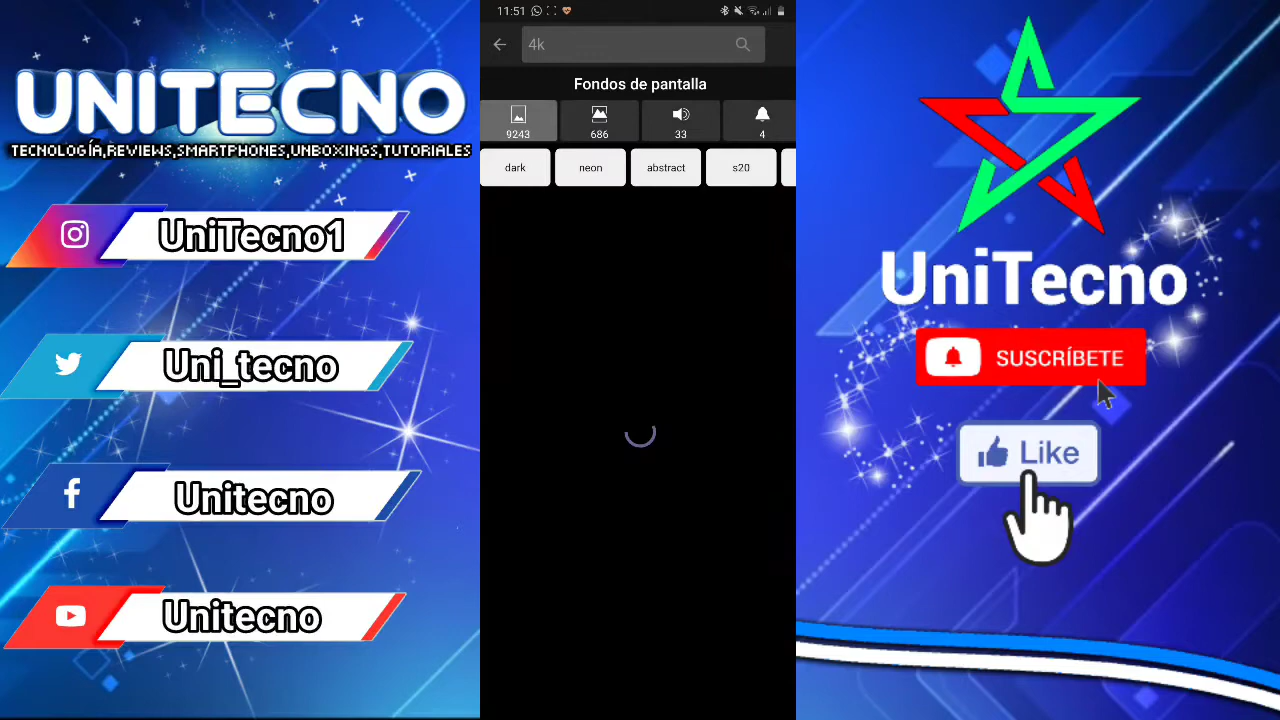 UNITECNO
TECNOLOGÍA,REVIEWS,SMARTPHONES,UNBOXINGS,TUTORIALES
UniTecno1
Uni_tecno
Unitecno
Unitecno
11:51
4k
Fondos de pantalla
9243 686 33 4
dark neon abstract s20
UniTecno
SUSCRÍBETE
Like